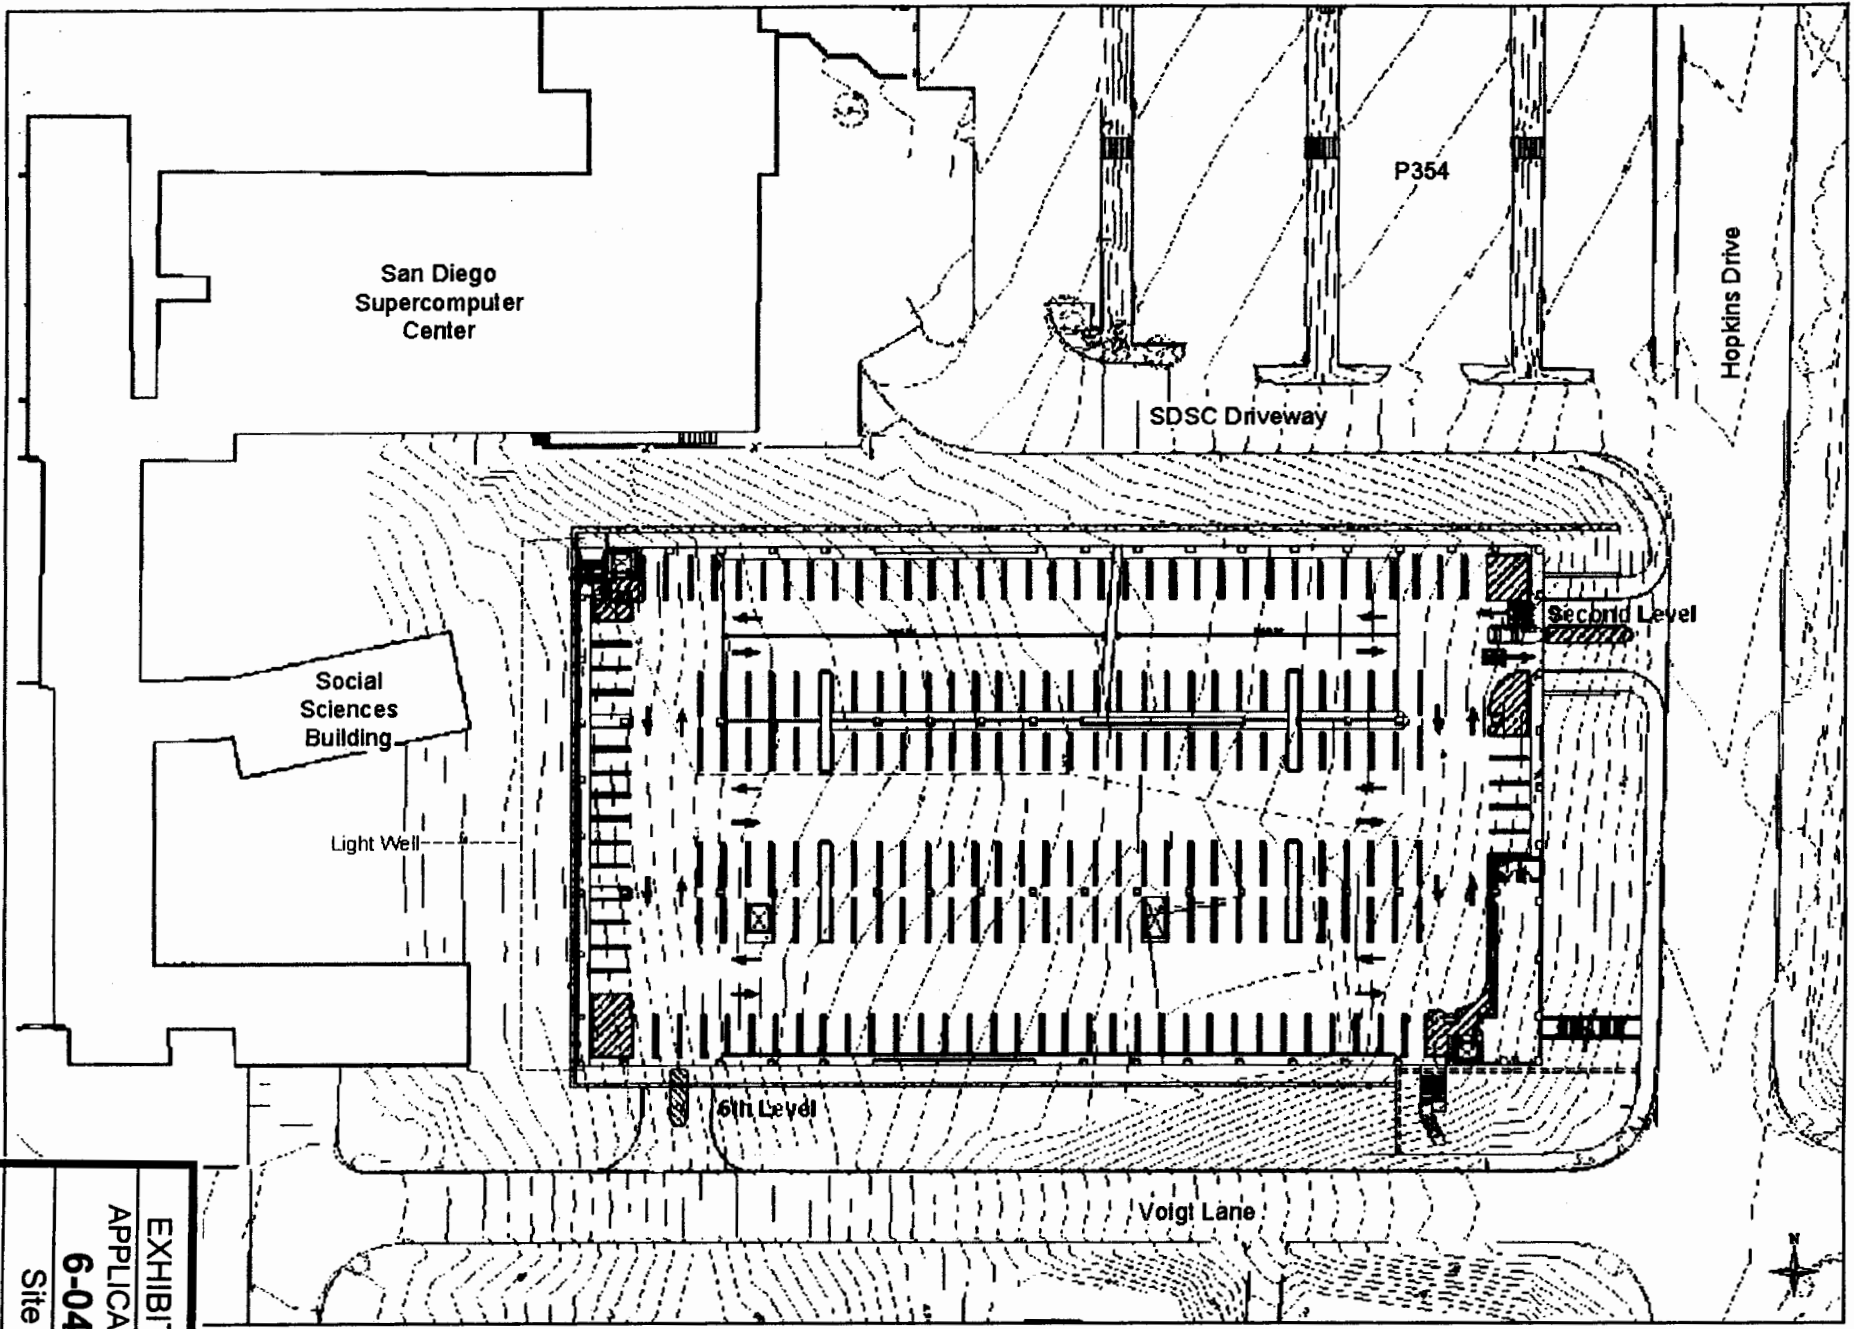 P354
San Diego
Supercomputer
Center
Hopkins Drive
SDSC Driveway
Second Level
Social
Sciences
Building
Light Well
6th Level
Voigt Lane
N
EXHIBIT
APPLICA
6-04
Site